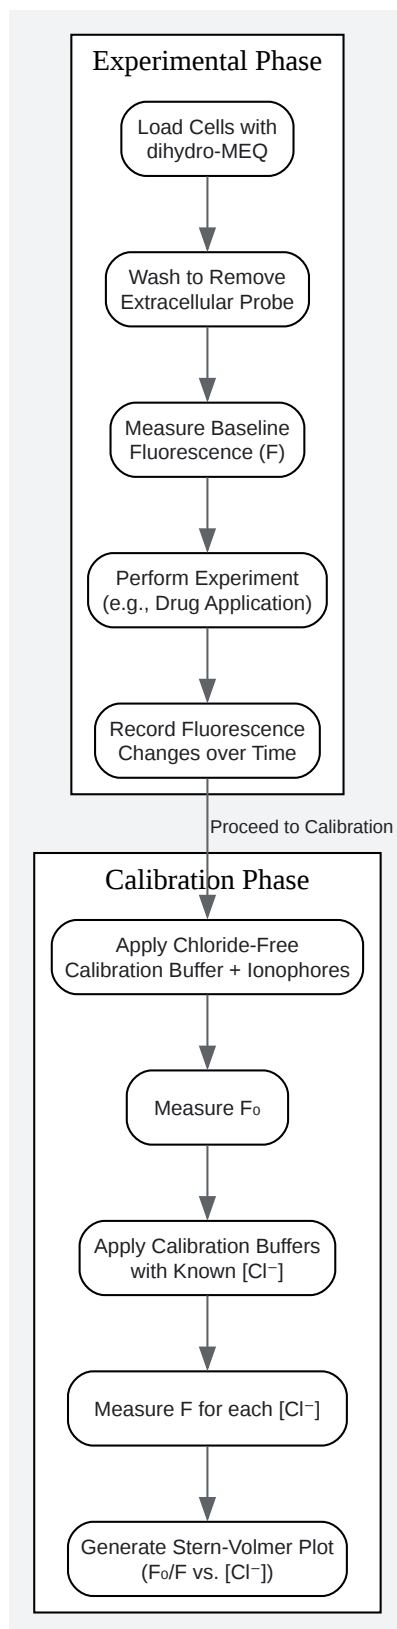 Experimental Phase
Load Cells with
dihydro-MEQ
Wash to Remove
Extracellular Probe
Measure Baseline
Fluorescence (F)
Perform Experiment
(e.g., Drug Application)
Record Fluorescence
Changes over Time
Proceed to Calibration
Calibration Phase
Apply Chloride-Free
Calibration Buffer + Ionophores
Measure F₀
Apply Calibration Buffers
with Known [Cl⁻]
Measure F for each [Cl⁻]
Generate Stern-Volmer Plot
(F₀/F vs. [Cl⁻])